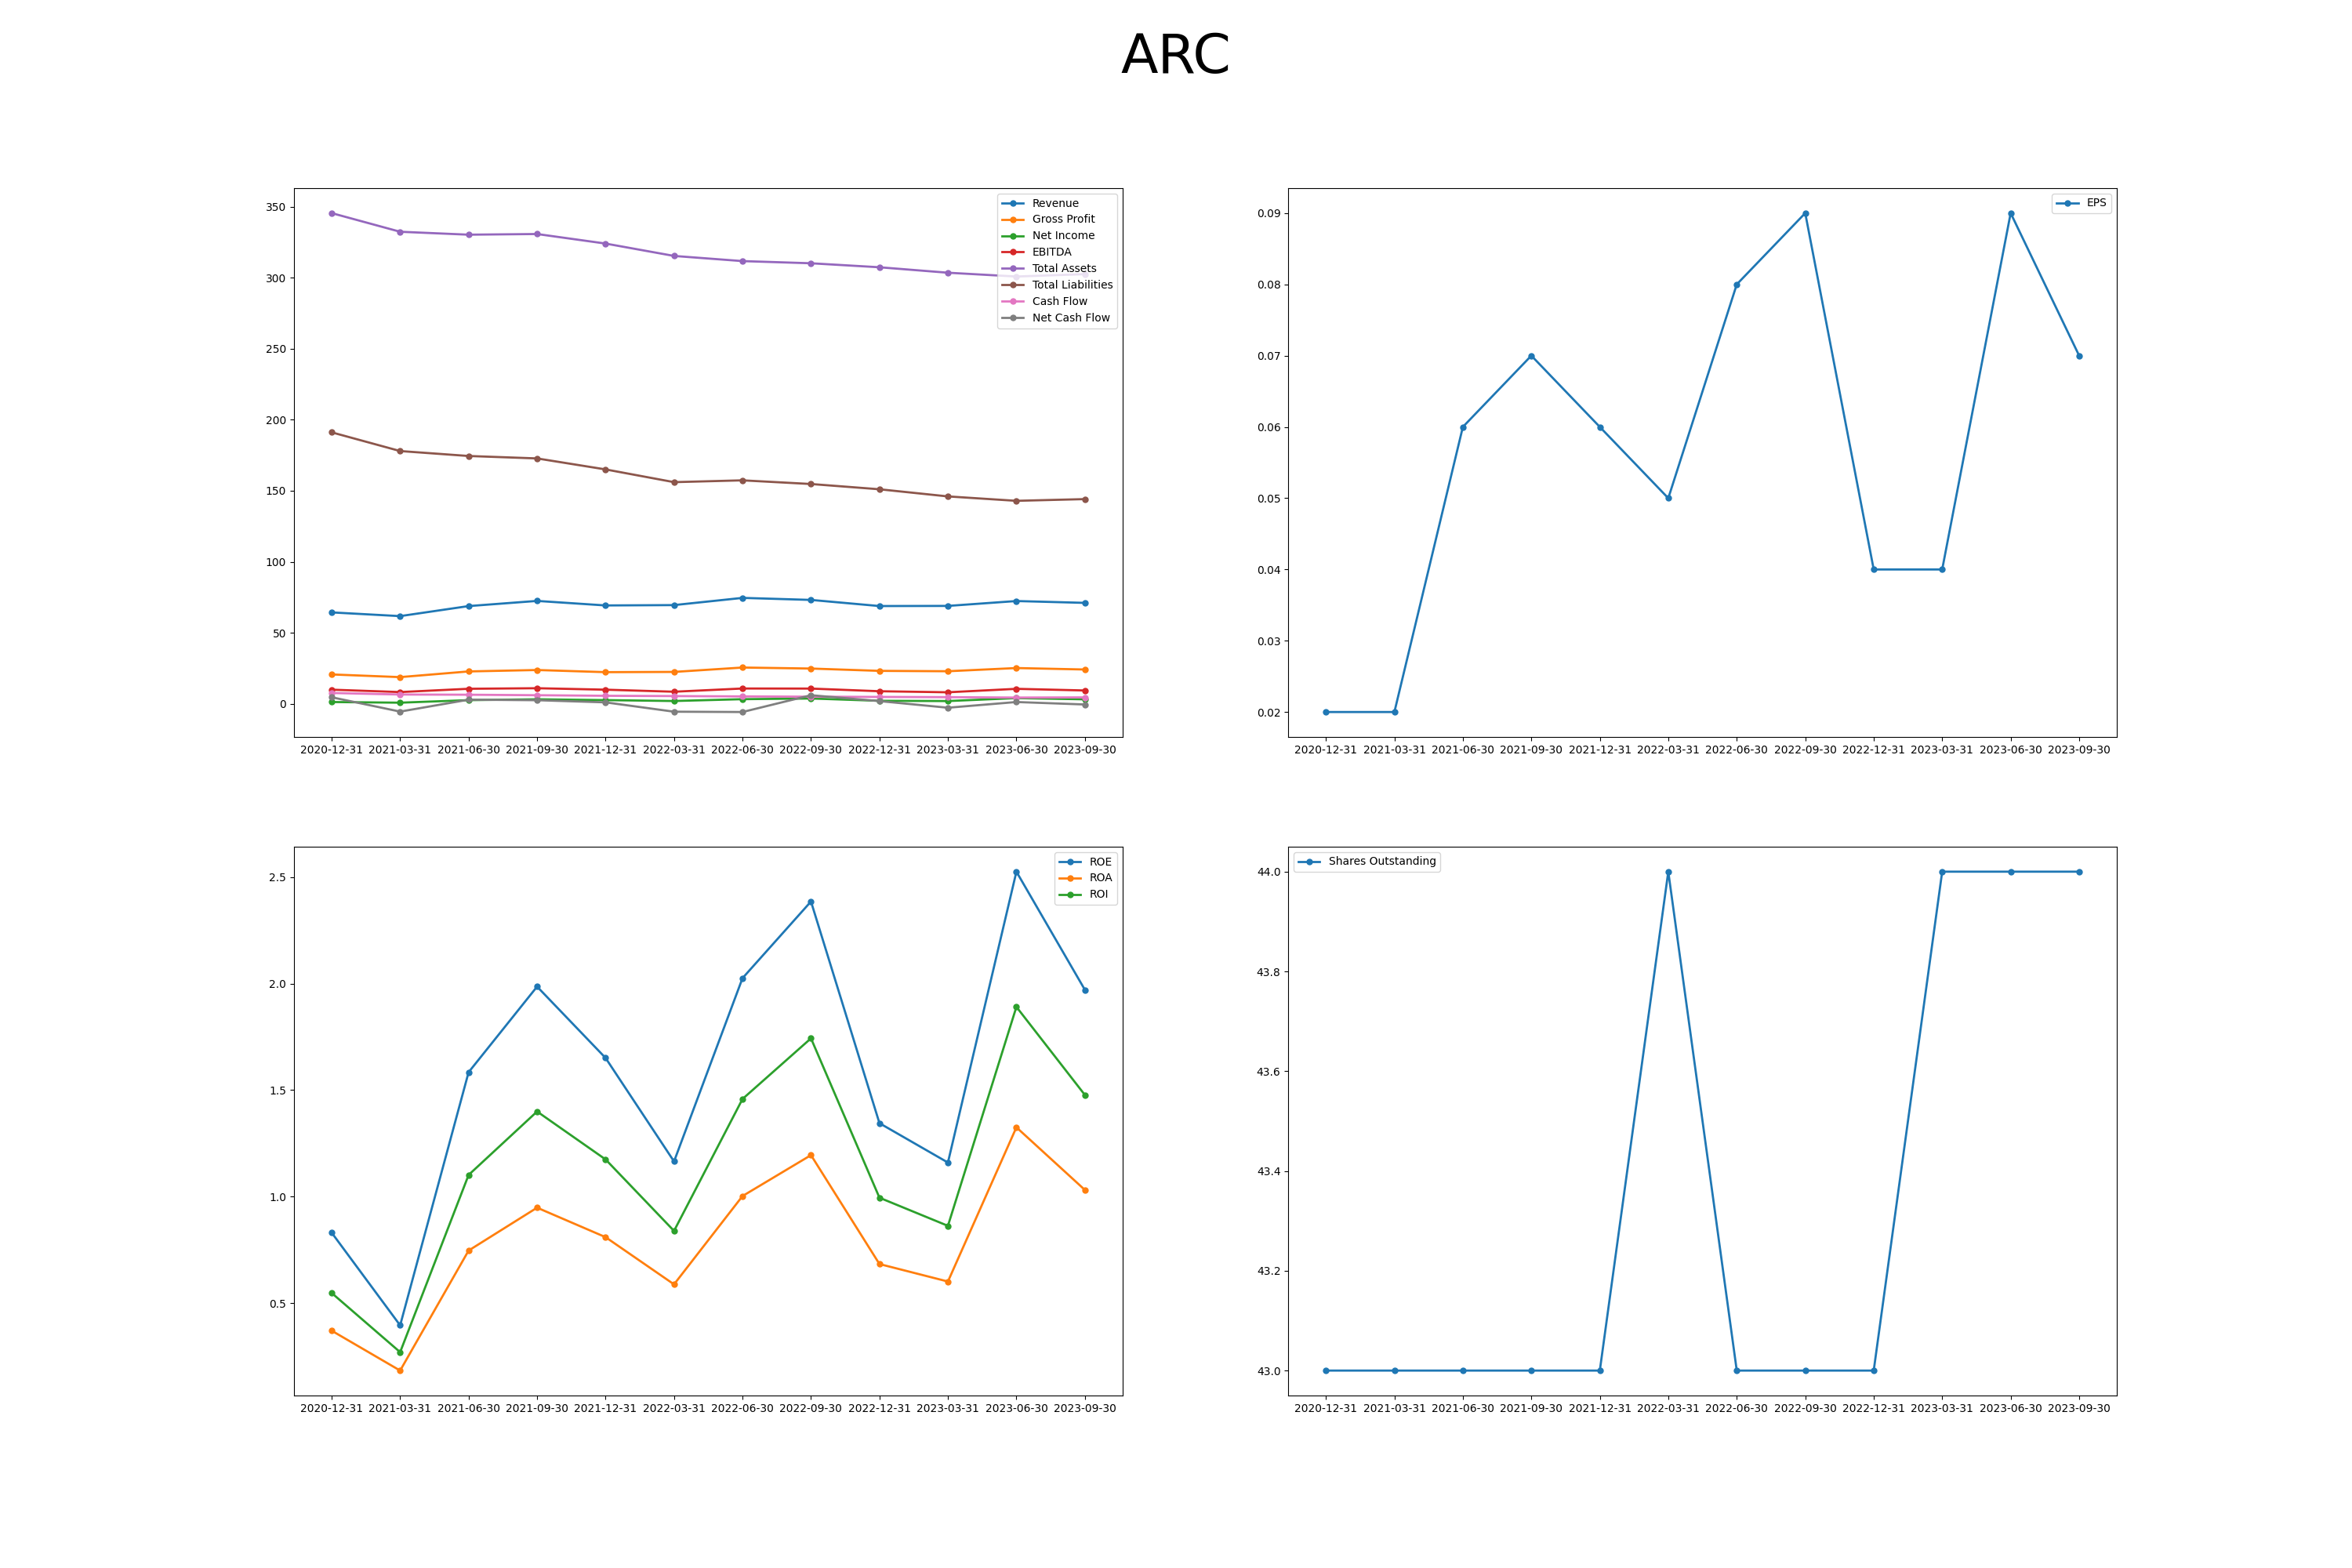 ARC
350
300
250
200
150
100
50
0
2020-12-31 2021-03-31 2021-06-30 2021-09-30 2021-12-31 2022-03-31 2022-06-30 2022-09-30 2022-12-31 2023-03-31 2023-06-30 2023-09-30
Revenue
Gross Profit
Net Income
EBITDA
Total Assets
Total Liabilities
Cash Flow
Net Cash Flow
0.09
0.08
0.07
0.06
0.05
0.04
0.03
0.02
2020-12-31 2021-03-31 2021-06-30 2021-09-30 2021-12-31 2022-03-31 2022-06-30 2022-09-30 2022-12-31 2023-03-31 2023-06-30 2023-09-30
EPS
2.5
2.0
1.5
1.0
0.5
2020-12-31 2021-03-31 2021-06-30 2021-09-30 2021-12-31 2022-03-31 2022-06-30 2022-09-30 2022-12-31 2023-03-31 2023-06-30 2023-09-30
ROE
ROA
ROI
44.0
43.8
43.6
43.4
43.2
43.0
2020-12-31 2021-03-31 2021-06-30 2021-09-30 2021-12-31 2022-03-31 2022-06-30 2022-09-30 2022-12-31 2023-03-31 2023-06-30 2023-09-30
Shares Outstanding